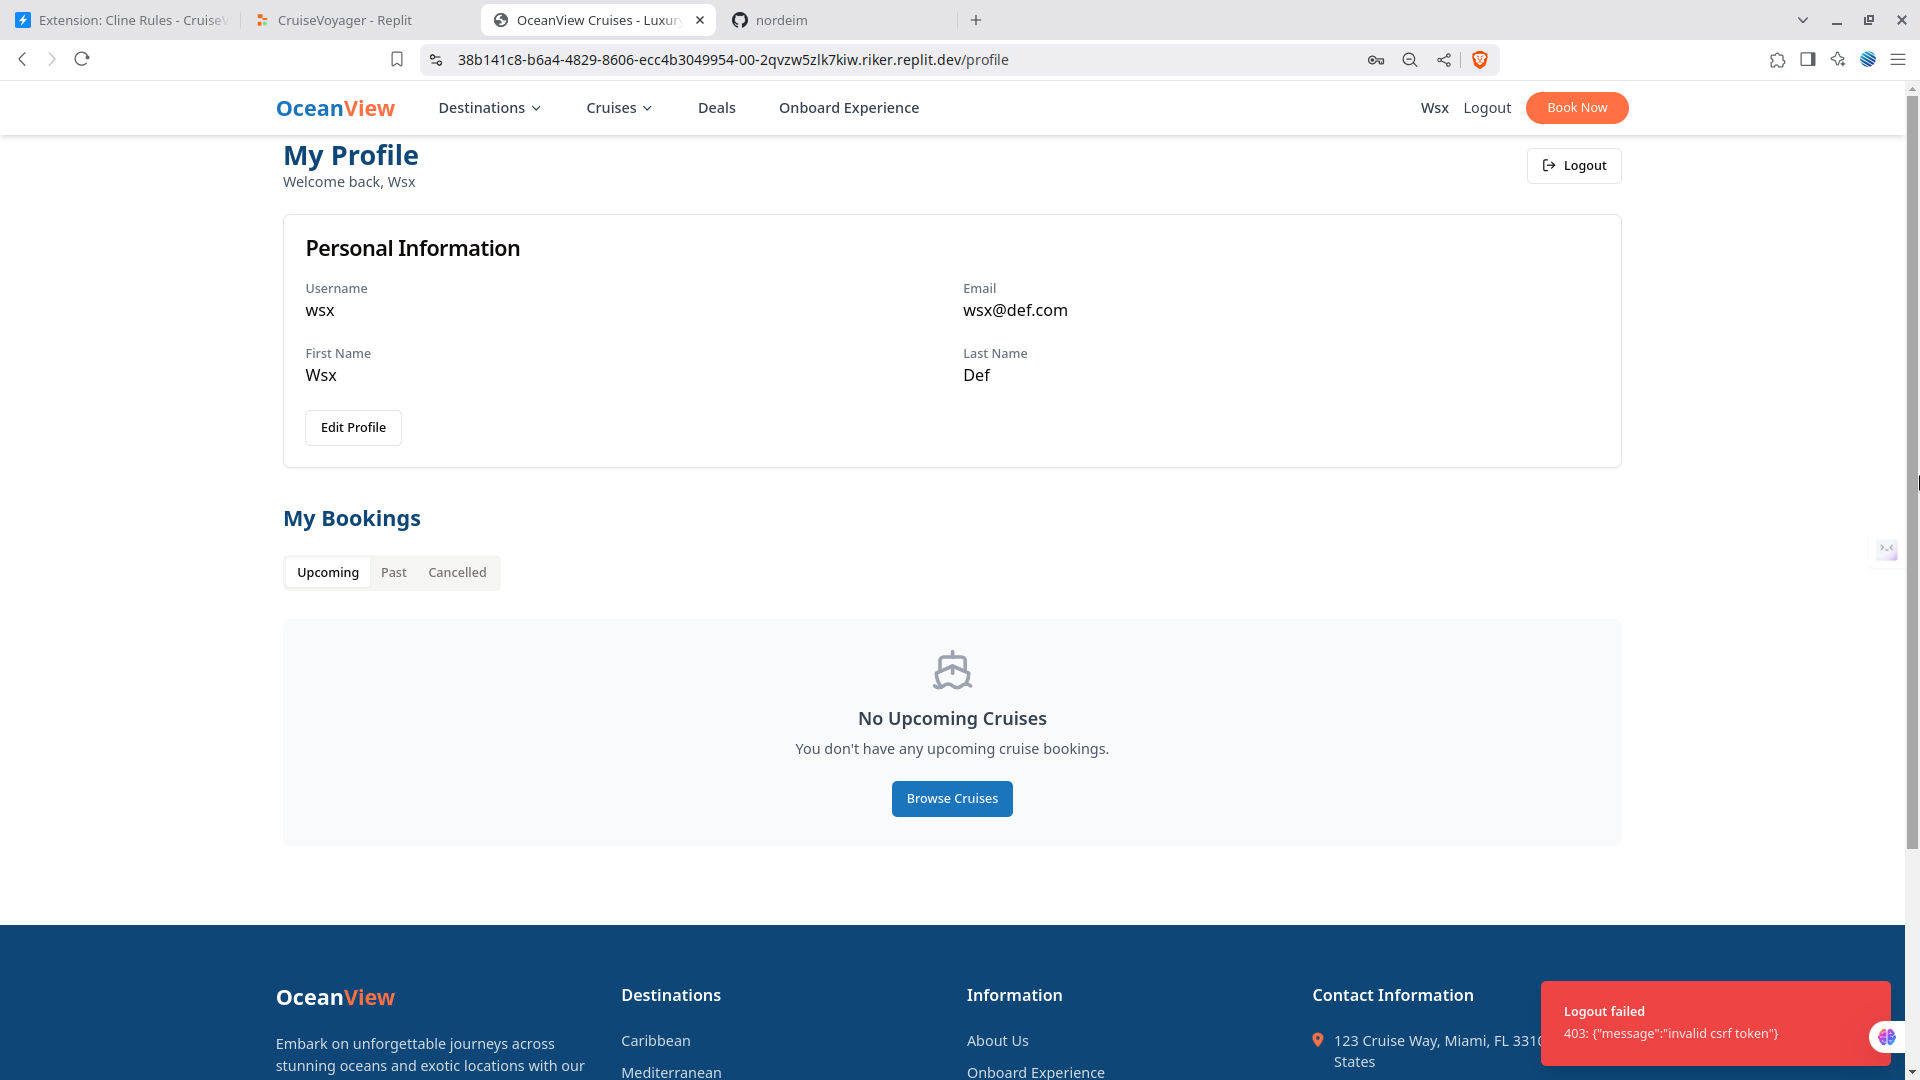 Extension: Cline Rules - CruiseV
CruiseVoyager - Replit
OceanView Cruises - Luxury
nordeim
38b141c8-b6a4-4829-8606-ecc4b3049954-00-2qvzw5zlk7kiw.riker.replit.dev/profile
OceanView
Destinations
Cruises
Deals
Onboard Experience
Wsx
Logout
Book Now
My Profile
Welcome back, Wsx
Logout
Personal Information
Username
wsx
Email
wsx@def.com
First Name
Wsx
Last Name
Def
Edit Profile
My Bookings
Upcoming
Past
Cancelled
No Upcoming Cruises
You don't have any upcoming cruise bookings.
Browse Cruises
OceanView
Embark on unforgettable journeys across
stunning oceans and exotic locations with our
Destinations
Caribbean
Mediterranean
Information
About Us
Onboard Experience
Contact Information
123 Cruise Way, Miami, FL 3310
States
Logout failed
403: {"message":"invalid csrf token"}